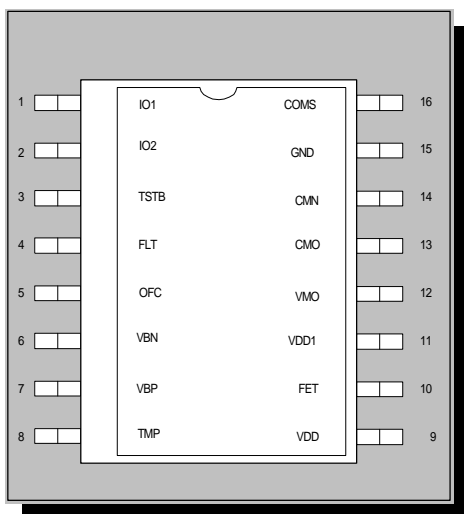 1 IO1 COMS 16
2 IO2 GND 15
3 TSTB CMN 14
4 FLT CMO 13
5 OFC VMO 12
6 VBN VDD1 11
7 VBP FET 10
8 TMP VDD 9